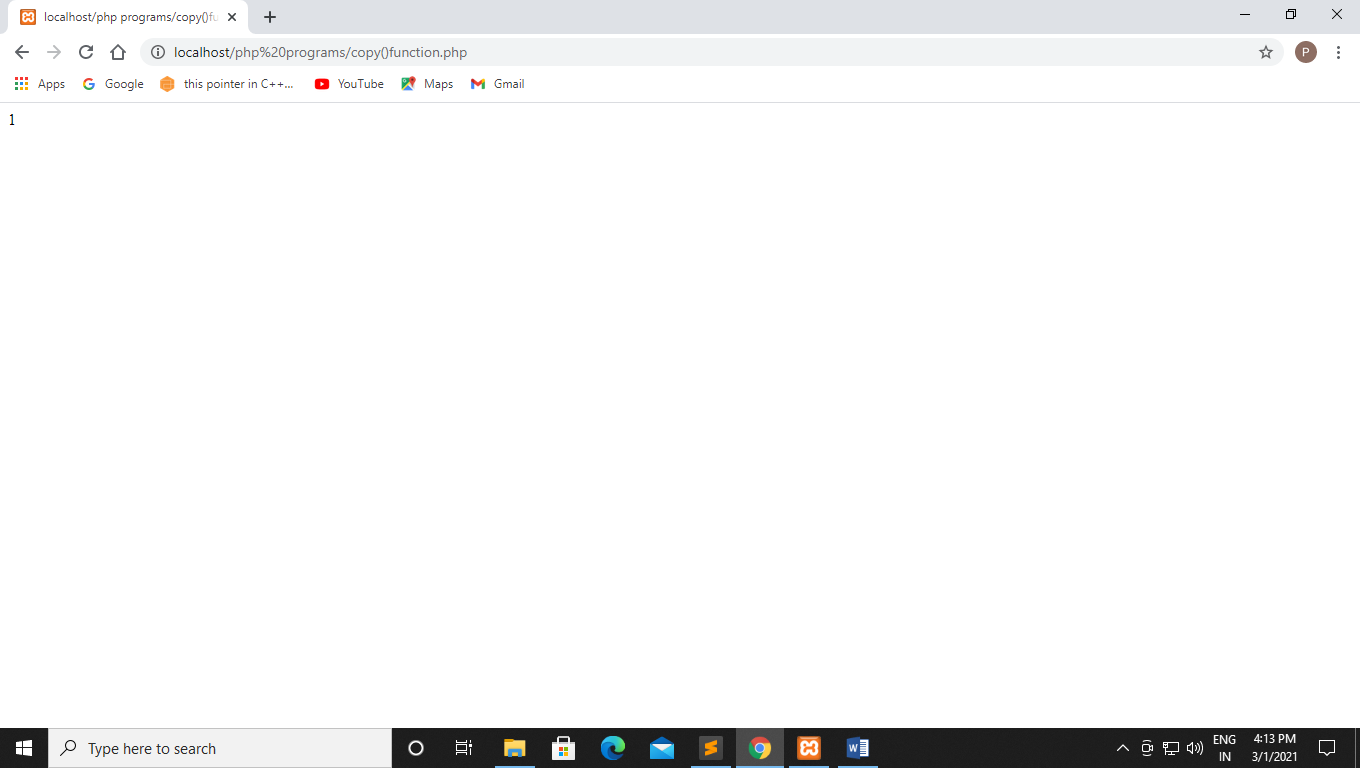 localhost/php programs/copy()fu
localhost/php%20programs/copy()function.php
P
Apps Google this pointer in C++... YouTube Maps Gmail
1
Type here to search
ENG 4:13 PM
IN 3/1/2021